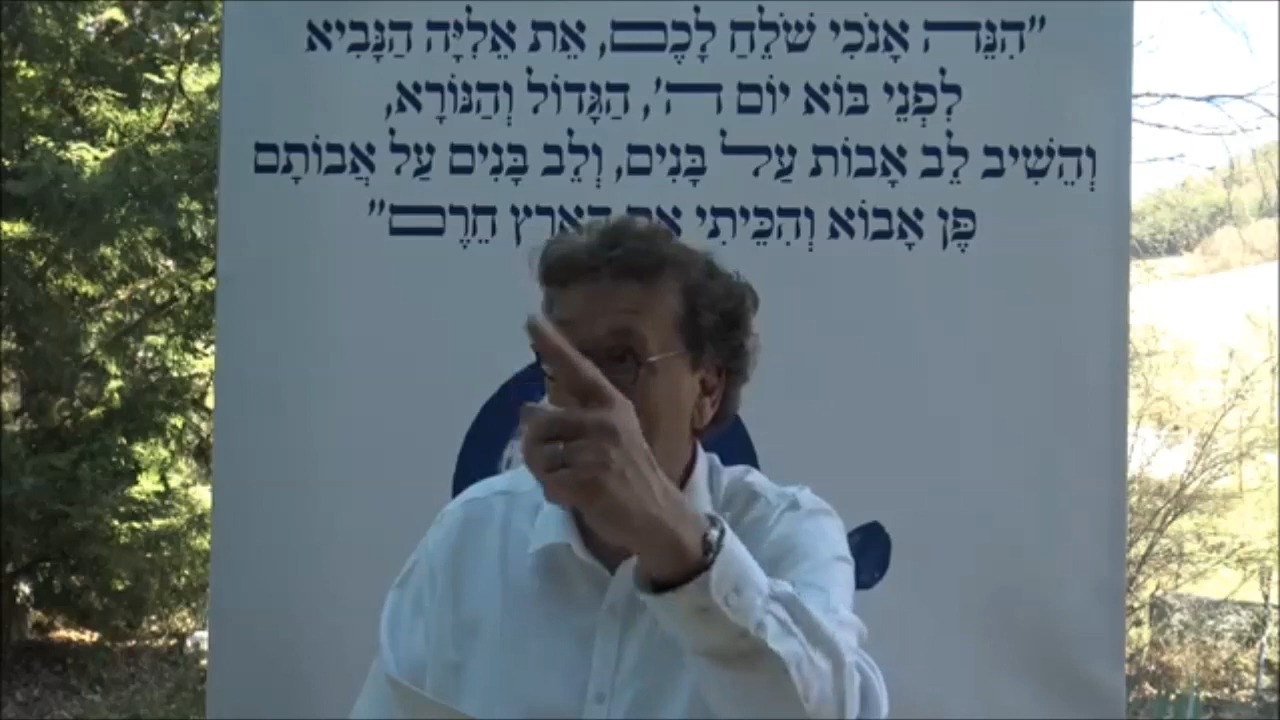 "הִנֵּה אָנֹכִי שֹׁלֵחַ לָכֶם, אֵת אֵלִיָּה הַנָּבִיא
לִפְנֵי בּוֹא יוֹם ה', הַגָּדוֹל וְהַנּוֹרָא,
וְהֵשִׁיב לֵב אָבוֹת עַל בָּנִים, וְלֵב בָּנִים עַל אֲבוֹתָם
פֶּן אָבוֹא וְהִכֵּיתִי חֵרֶם"